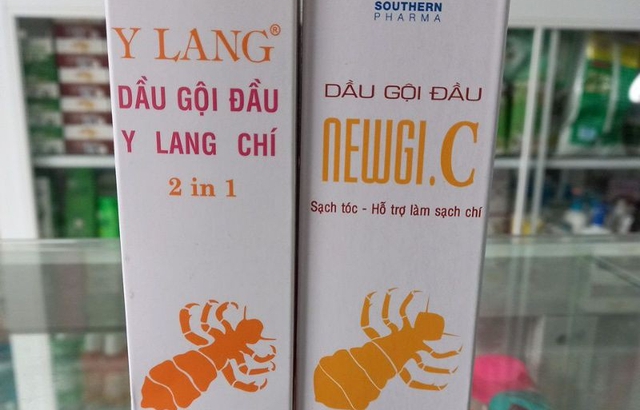 Y LANG®
DẦU GỘI ĐẦU
Y LANG CHÍ
2 in 1
SOUTHERN
PHARMA
DẦU GỘI ĐẦU
NEWGI.C
Sạch tóc - Hỗ trợ làm sạch chí